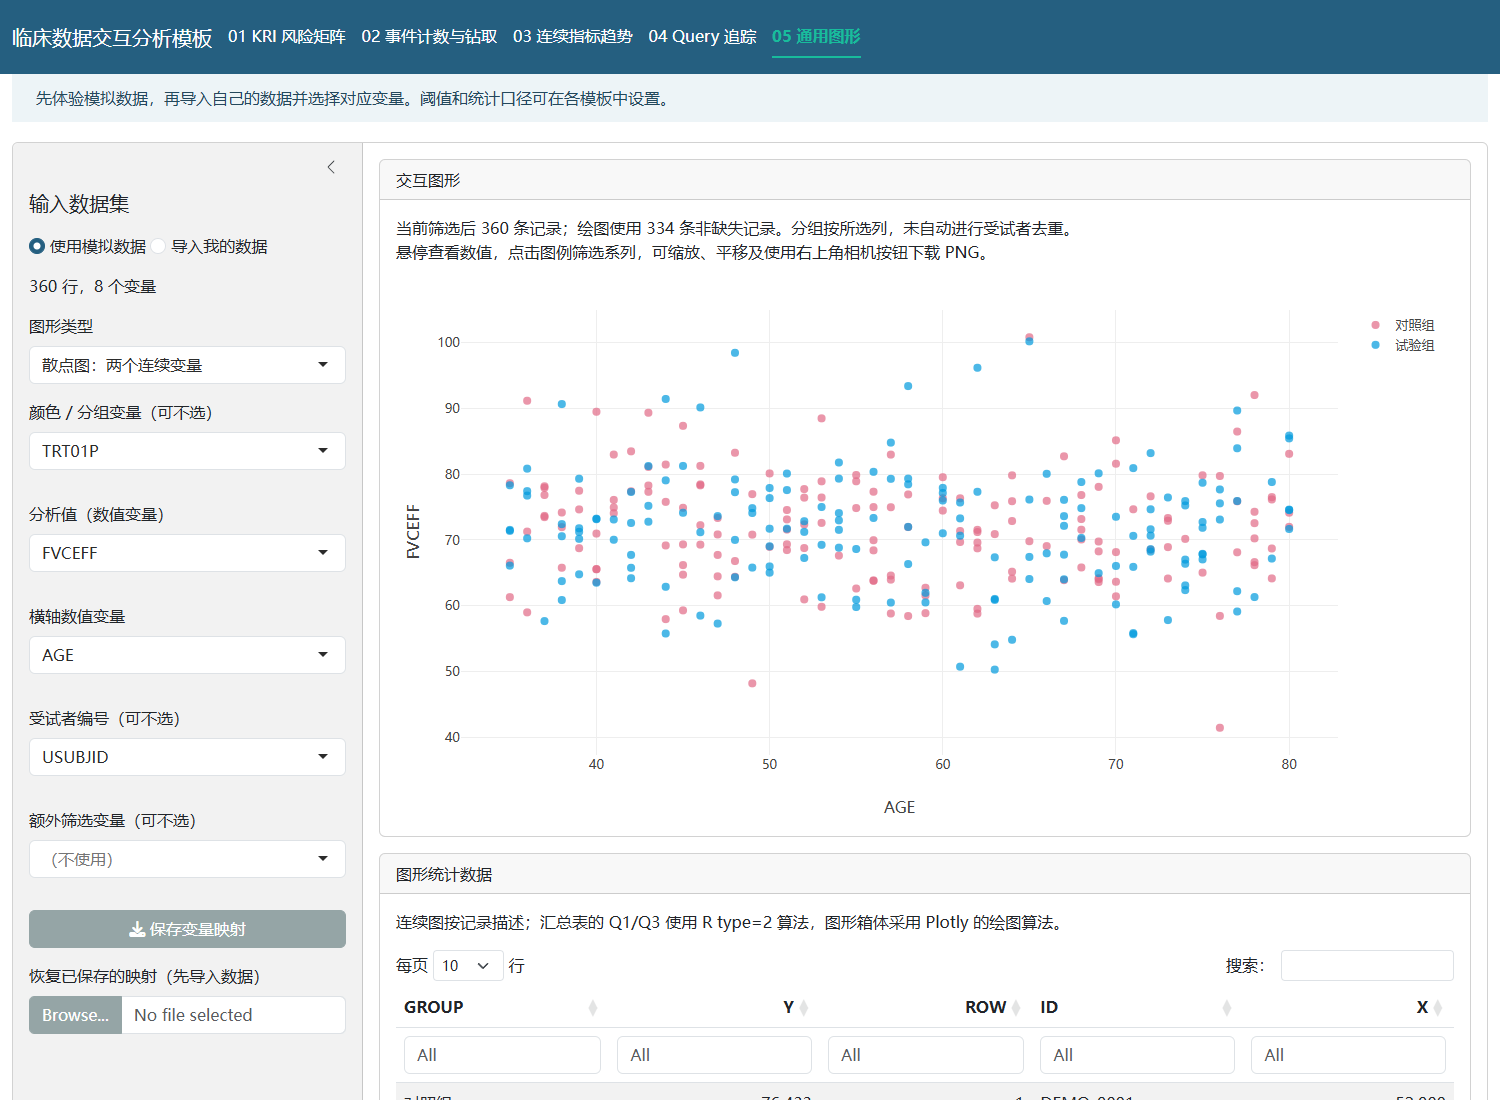 临床数据交互分析模板 01 KRI 风险矩阵 02 事件计数与钻取 03 连续指标趋势 04 Query 追踪 05 通用图形
先体验模拟数据，再导入自己的数据并选择对应变量。阈值和统计口径可在各模板中设置。
输入数据集
使用模拟数据 导入我的数据
360 行，8 个变量
图形类型
散点图：两个连续变量
颜色 / 分组变量（可不选）
TRT01P
分析值（数值变量）
FVCEFF
横轴数值变量
AGE
受试者编号（可不选）
USUBJID
额外筛选变量（可不选）
（不使用）
保存变量映射
恢复已保存的映射（先导入数据）
Browse... No file selected
交互图形
当前筛选后 360 条记录；绘图使用 334 条非缺失记录。分组按所选列，未自动进行受试者去重。
悬停查看数值，点击图例筛选系列，可缩放、平移及使用右上角相机按钮下载 PNG。
对照组
试验组
100
90
80
70
60
50
40
FVCEFF
40 50 60 70 80
AGE
图形统计数据
连续图按记录描述；汇总表的 Q1/Q3 使用 R type=2 算法，图形箱体采用 Plotly 的绘图算法。
每页 10 行 搜索：
GROUP Y ROW ID X
All All All All All